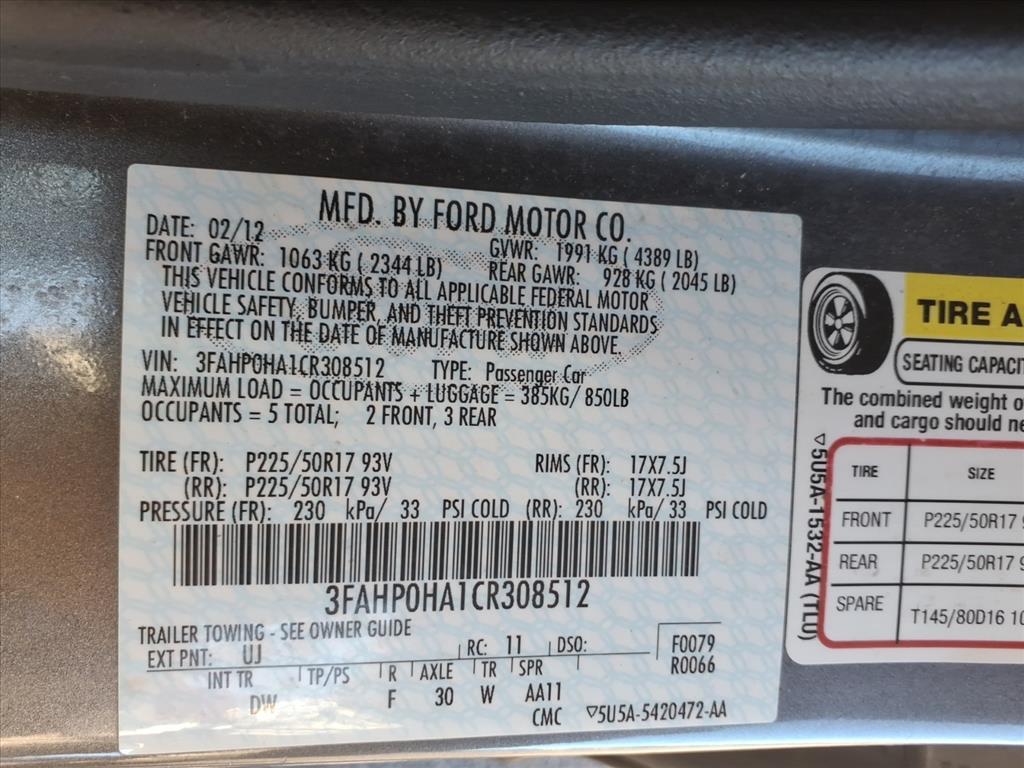 MFD. BY FORD MOTOR CO.
DATE: 02/12 GVWR: 1991 KG ( 4389 LB)
FRONT GAWR: 1063 KG ( 2344 LB) REAR GAWR: 928 KG ( 2045 LB)
THIS VEHICLE CONFORMS TO ALL APPLICABLE FEDERAL MOTOR
VEHICLE SAFETY, BUMPER, AND THEFT PREVENTION STANDARDS
IN EFFECT ON THE DATE OF MANUFACTURE SHOWN ABOVE.
VIN: 3FAHP0HA1CR308512 TYPE: Passenger Car
MAXIMUM LOAD = OCCUPANTS + LUGGAGE = 385KG/ 850LB
OCCUPANTS = 5 TOTAL; 2 FRONT, 3 REAR
TIRE (FR): P225/50R17 93V RIMS (FR): 17X7.5J
(RR): P225/50R17 93V (RR): 17X7.5J
PRESSURE (FR): 230 kPa/ 33 PSI COLD (RR): 230 kPa/ 33 PSI COLD
3FAHP0HA1CR308512
TRAILER TOWING - SEE OWNER GUIDE
EXT PNT: UJ RC: 11 DSO: F0079
R0066
INT TR TP/PS R AXLE TR SPR
DW F 30 W AA11
CMC ▽5U5A-5420472-AA
TIRE A
SEATING CAPACIT
The combined weight o
and cargo should ne
TIRE SIZE
FRONT P225/50R17 9
REAR P225/50R17 9
SPARE T145/80D16 10
▽5U5A-1532-AA (TLU)